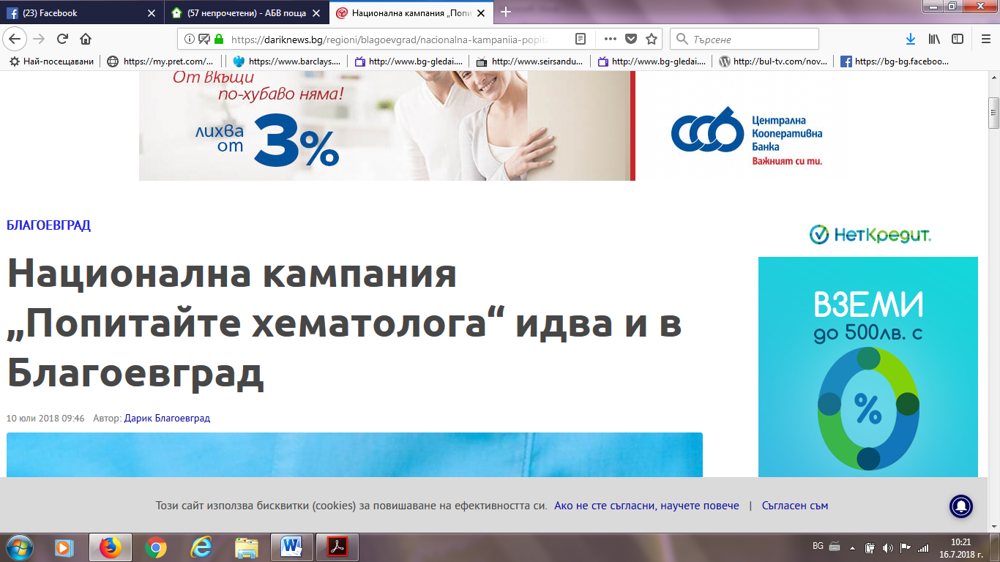 (23) Facebook
(57 непрочетени) - АБВ поща
Национална кампания „Попи
https://dariknews.bg/regioni/blagoevgrad/nacionalna-kampaniia-popita
Търсене
Най-посещавани
https://my.pret.com/...
https://www.barclays....
http://www.bg-gledai....
http://www.seirsandu...
http://www.bg-gledai....
http://bul-tv.com/nov...
https://bg-bg.faceboo...
От вкъщи
по-хубаво няма!
лихва
от
3%
ссб
Централна
Кооперативна
Банка
Важният си ти.
БЛАГОЕВГРАД
НетКредит.
Национална кампания
„Попитайте хематолога“ идва и в
Благоевград
10 юли 2018 09:46 Автор: Дарик Благоевград
ВЗЕМИ
до 500лв. с
%
Този сайт използва бисквитки (cookies) за повишаване на ефективността си. Ако не сте съгласни, научете повече | Съгласен съм
BG
10:21
16.7.2018 г.